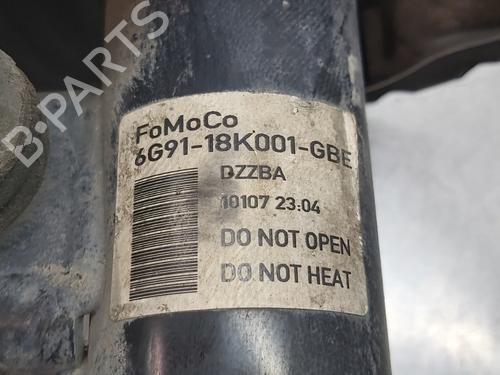 FoMoCo
6G91-18K001-GBE
DZZBA
10107 23:04
DO NOT OPEN
DO NOT HEAT
B-PARTS